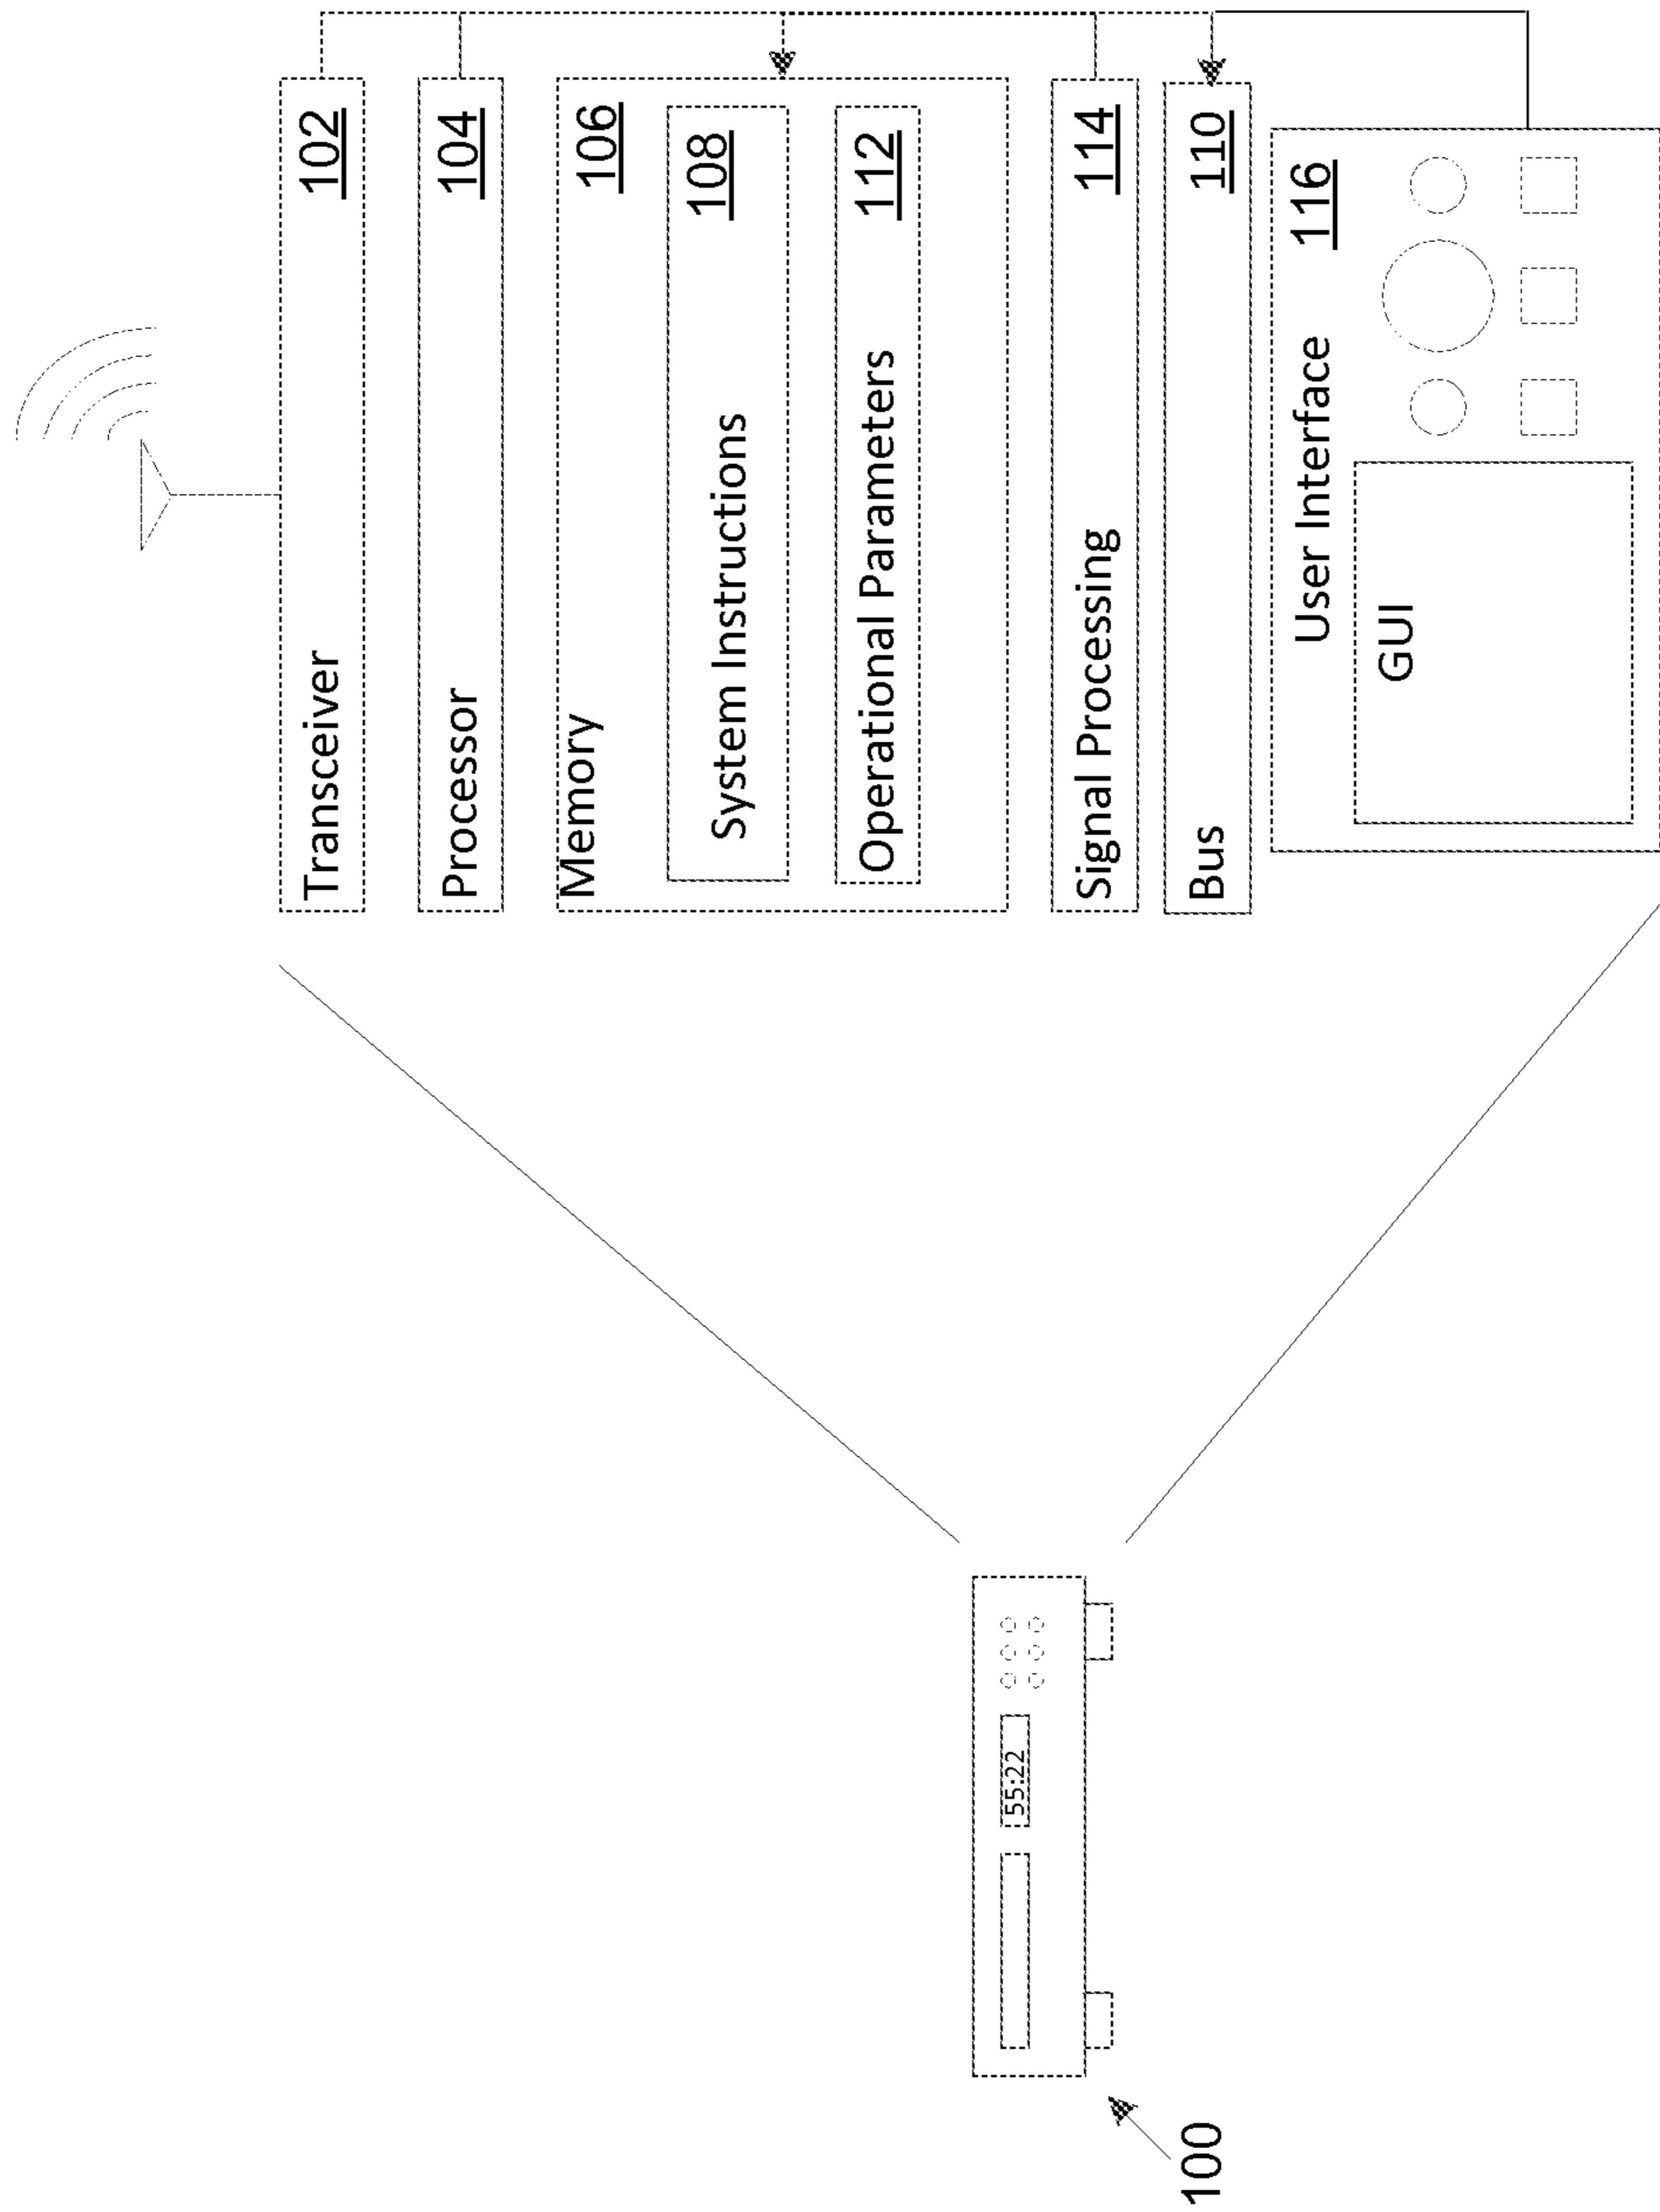 Transceiver 102
Processor 104
Memory 106
System Instructions 108
Operational Parameters 112
Signal Processing 114
Bus 110
User Interface 116
GUI
55:22
100